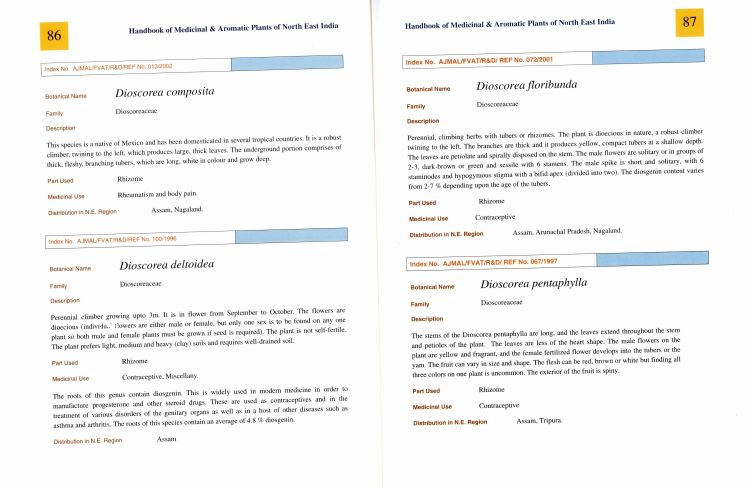 86
Handbook of Medicinal & Aromatic Plants of North East India
Index No. AJMAL/FVAT/R&D/REF No. 013/2002
Botanical Name Dioscorea composita
Family Dioscoreaceae
Description
This species is a native of Mexico and has been domesticated in several tropical countries. It is a robust
climber, twining to the left, which produces large, thick leaves. The underground portion comprises of
thick, fleshy, branching tubers, which are long, white in colour and grow deep.
Part Used Rhizome
Medicinal Use Rheumatism and body pain.
Distribution in N.E. Region Assam, Nagaland.
Index No. AJMAL/FVAT/R&D/REF No. 100/1996
Botanical Name Dioscorea deltoidea
Family Dioscoreaceae
Description
Perennial climber growing upto 3m. It is in flower from September to October. The flowers are
dioecious (individu.. flowers are either male or female, but only one sex is to be found on any one
plant so both male and female plants must be grown if seed is required). The plant is not self-fertile.
The plant prefers light, medium and heavy (clay) soils and requires well-drained soil.
Part Used Rhizome
Medicinal Use Contraceptive, Miscellany.
The roots of this genus contain diosgenin. This is widely used in modern medicine in order to
manufacture progesterone and other steroid drugs. These are used as contraceptives and in the
treatment of various disorders of the genitary organs as well as in a host of other diseases such as
asthma and arthritis. The roots of this species contain an average of 4.8 % diosgenin.
Distribution in N.E. Region Assam
Handbook of Medicinal & Aromatic Plants of North East India
87
Index No. AJMAL/FVAT/R&D/ REF No. 072/2001
Botanical Name Dioscorea floribunda
Family Dioscoreaceae
Description
Perennial, climbing herbs with tubers or rhizomes. The plant is dioecious in nature, a robust climber
twining to the left. The branches are thick and it produces yellow, compact tubers at a shallow depth.
The leaves are petiolate and spirally disposed on the stem. The male flowers are solitary or in groups of
2-3, dark-brown or green and sessile with 6 stamens. The male spike is short and solitary, with 6
staminodes and hypogymous stigma with a bifid apex (divided into two). The diosgenin content varies
from 2-7 % depending upon the age of the tubers.
Part Used Rhizome
Medicinal Use Contraceptive
Distribution in N.E. Region Assam, Arunachal Pradesh, Nagaland.
Index No. AJMAL/FVAT/R&D/ REF No. 067/1997
Botanical Name Dioscorea pentaphylla
Family Dioscoreaceae
Description
The stems of the Dioscorea pentaphylla are long, and the leaves extend throughout the stem
and petioles of the plant. The leaves are less of the heart shape. The male flowers on the
plant are yellow and fragrant, and the female fertilized flower develops into the tubers or the
yam. The fruit can vary in size and shape. The flesh can be red, brown or white but finding all
three colors on one plant is uncommon. The exterior of the fruit is spiny.
Part Used Rhizome
Medicinal Use Contraceptive
Distribution in N.E. Region Assam, Tripura.